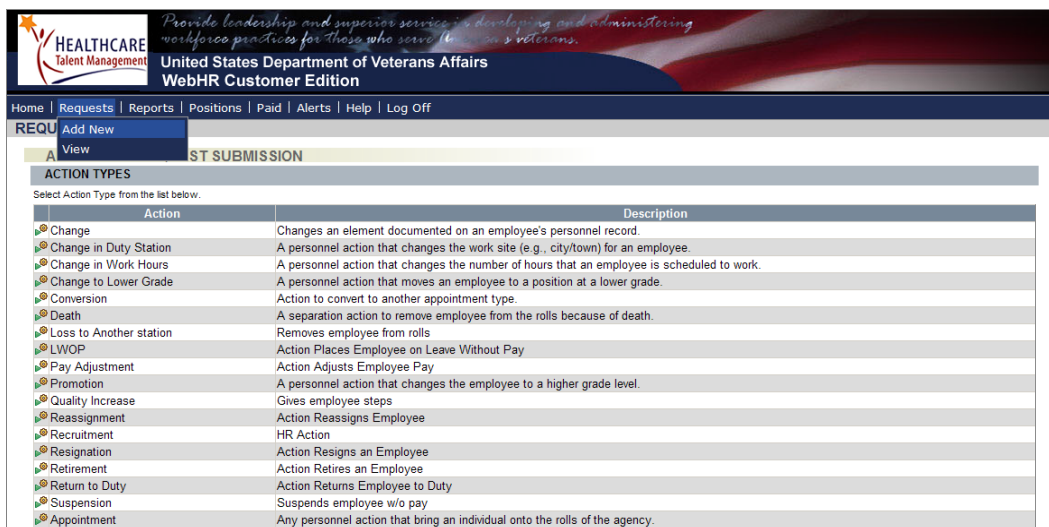 Provide leadership and superior service in developing and administering
workforce practices for those who serve veterans.
HEALTHCARE
Talent Management
United States Department of Veterans Affairs
WebHR Customer Edition
Home | Requests | Reports | Positions | Paid | Alerts | Help | Log Off
REQU
Add New
View
A ST SUBMISSION
ACTION TYPES
Select Action Type from the list below.
Action Description
Change Changes an element documented on an employee's personnel record.
Change in Duty Station A personnel action that changes the work site (e.g., city/town) for an employee.
Change in Work Hours A personnel action that changes the number of hours that an employee is scheduled to work.
Change to Lower Grade A personnel action that moves an employee to a position at a lower grade.
Conversion Action to convert to another appointment type.
Death A separation action to remove employee from the rolls because of death.
Loss to Another station Removes employee from rolls
LWOP Action Places Employee on Leave Without Pay
Pay Adjustment Action Adjusts Employee Pay
Promotion A personnel action that changes the employee to a higher grade level.
Quality Increase Gives employee steps
Reassignment Action Reassigns Employee
Recruitment HR Action
Resignation Action Resigns an Employee
Retirement Action Retires an Employee
Return to Duty Action Returns Employee to Duty
Suspension Suspends employee w/o pay
Appointment Any personnel action that bring an individual onto the rolls of the agency.